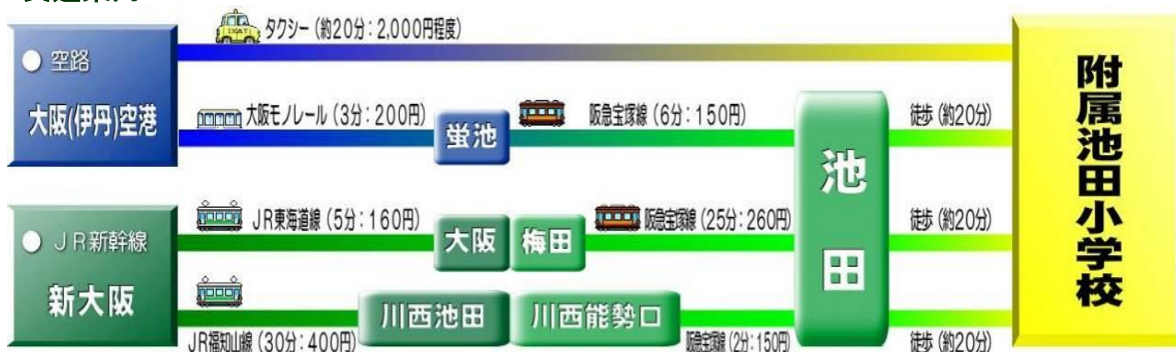 タクシー(約20分:2,000円程度)
● 空路
大阪(伊丹)空港
大阪モノレール(3分:200円)
蛍池
阪急宝塚線(6分:150円)
池田
徒歩(約20分)
附属池田小学校
● JR新幹線
新大阪
JR東海道線(5分:160円)
大阪
梅田
阪急宝塚線(25分:260円)
徒歩(約20分)
JR福知山線(30分:400円)
川西池田
川西能勢口
阪急宝塚線(2分:150円)
徒歩(約20分)